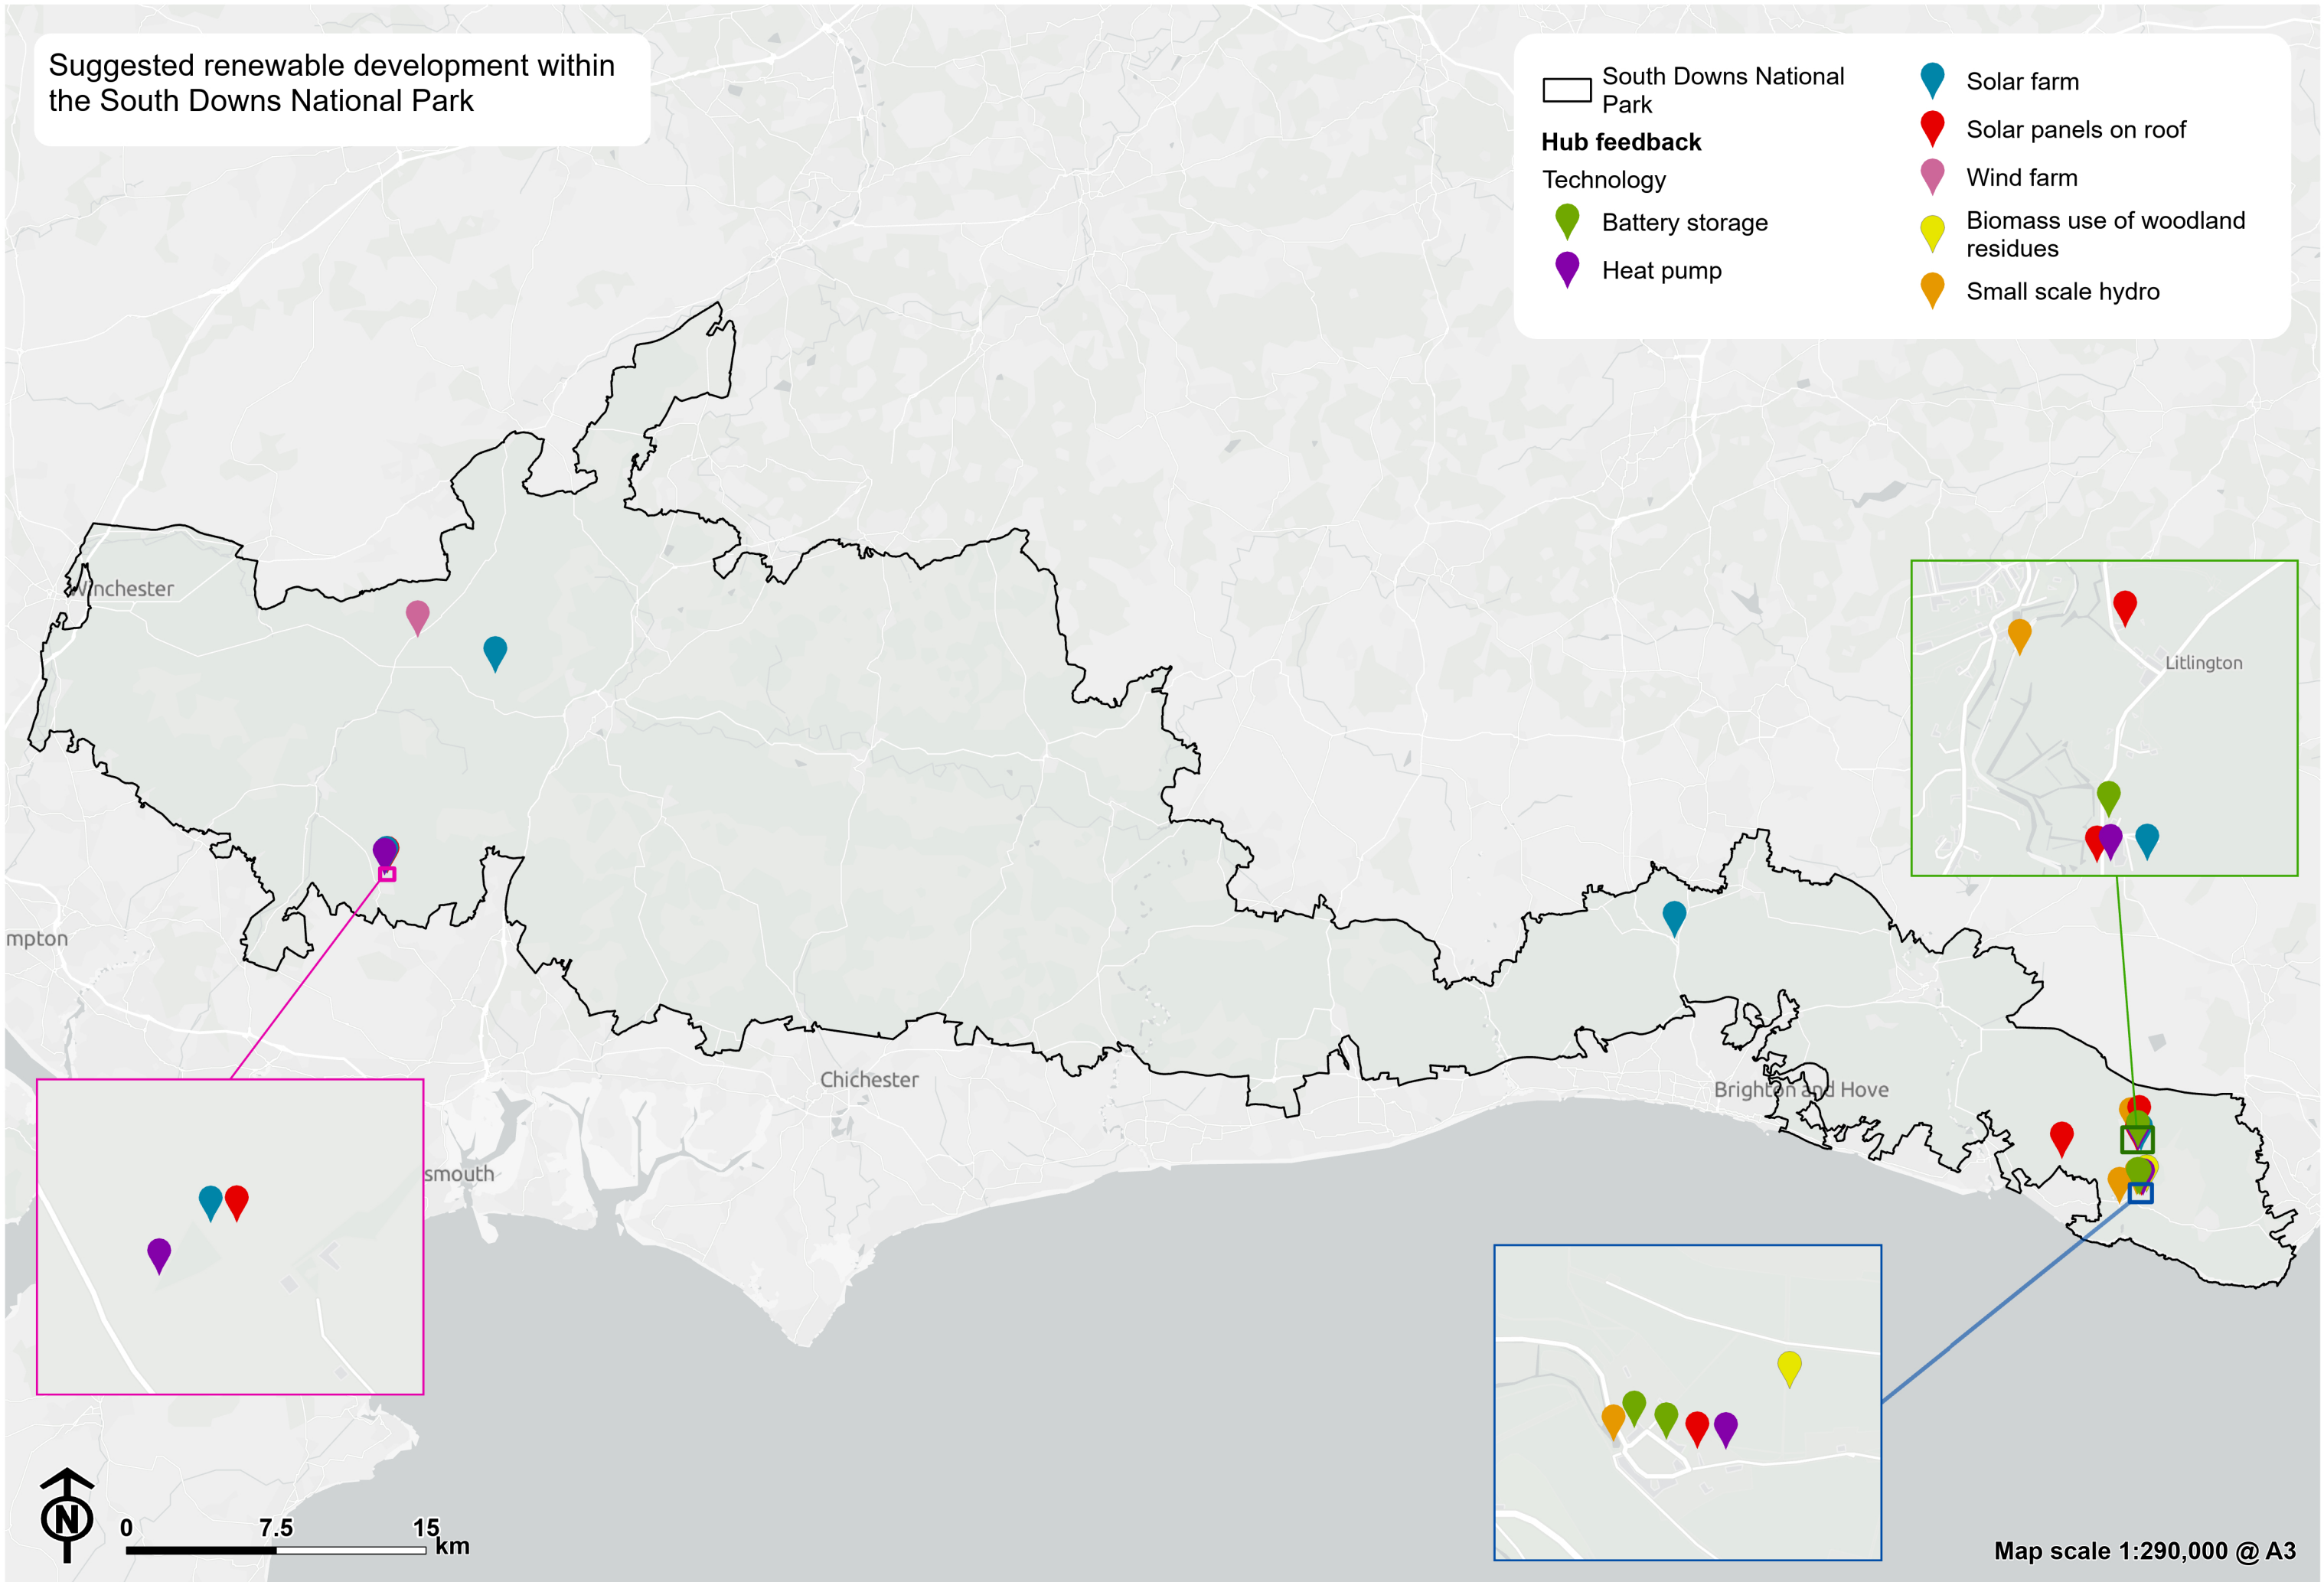 Suggested renewable development within
the South Downs National Park
South Downs National
Park
Hub feedback
Technology
Battery storage
Heat pump
Solar farm
Solar panels on roof
Wind farm
Biomass use of woodland
residues
Small scale hydro
Winchester
Litlington
mpton
Chichester
Brighton and Hove
smouth
N
0 7.5 15
km
Map scale 1:290,000 @ A3